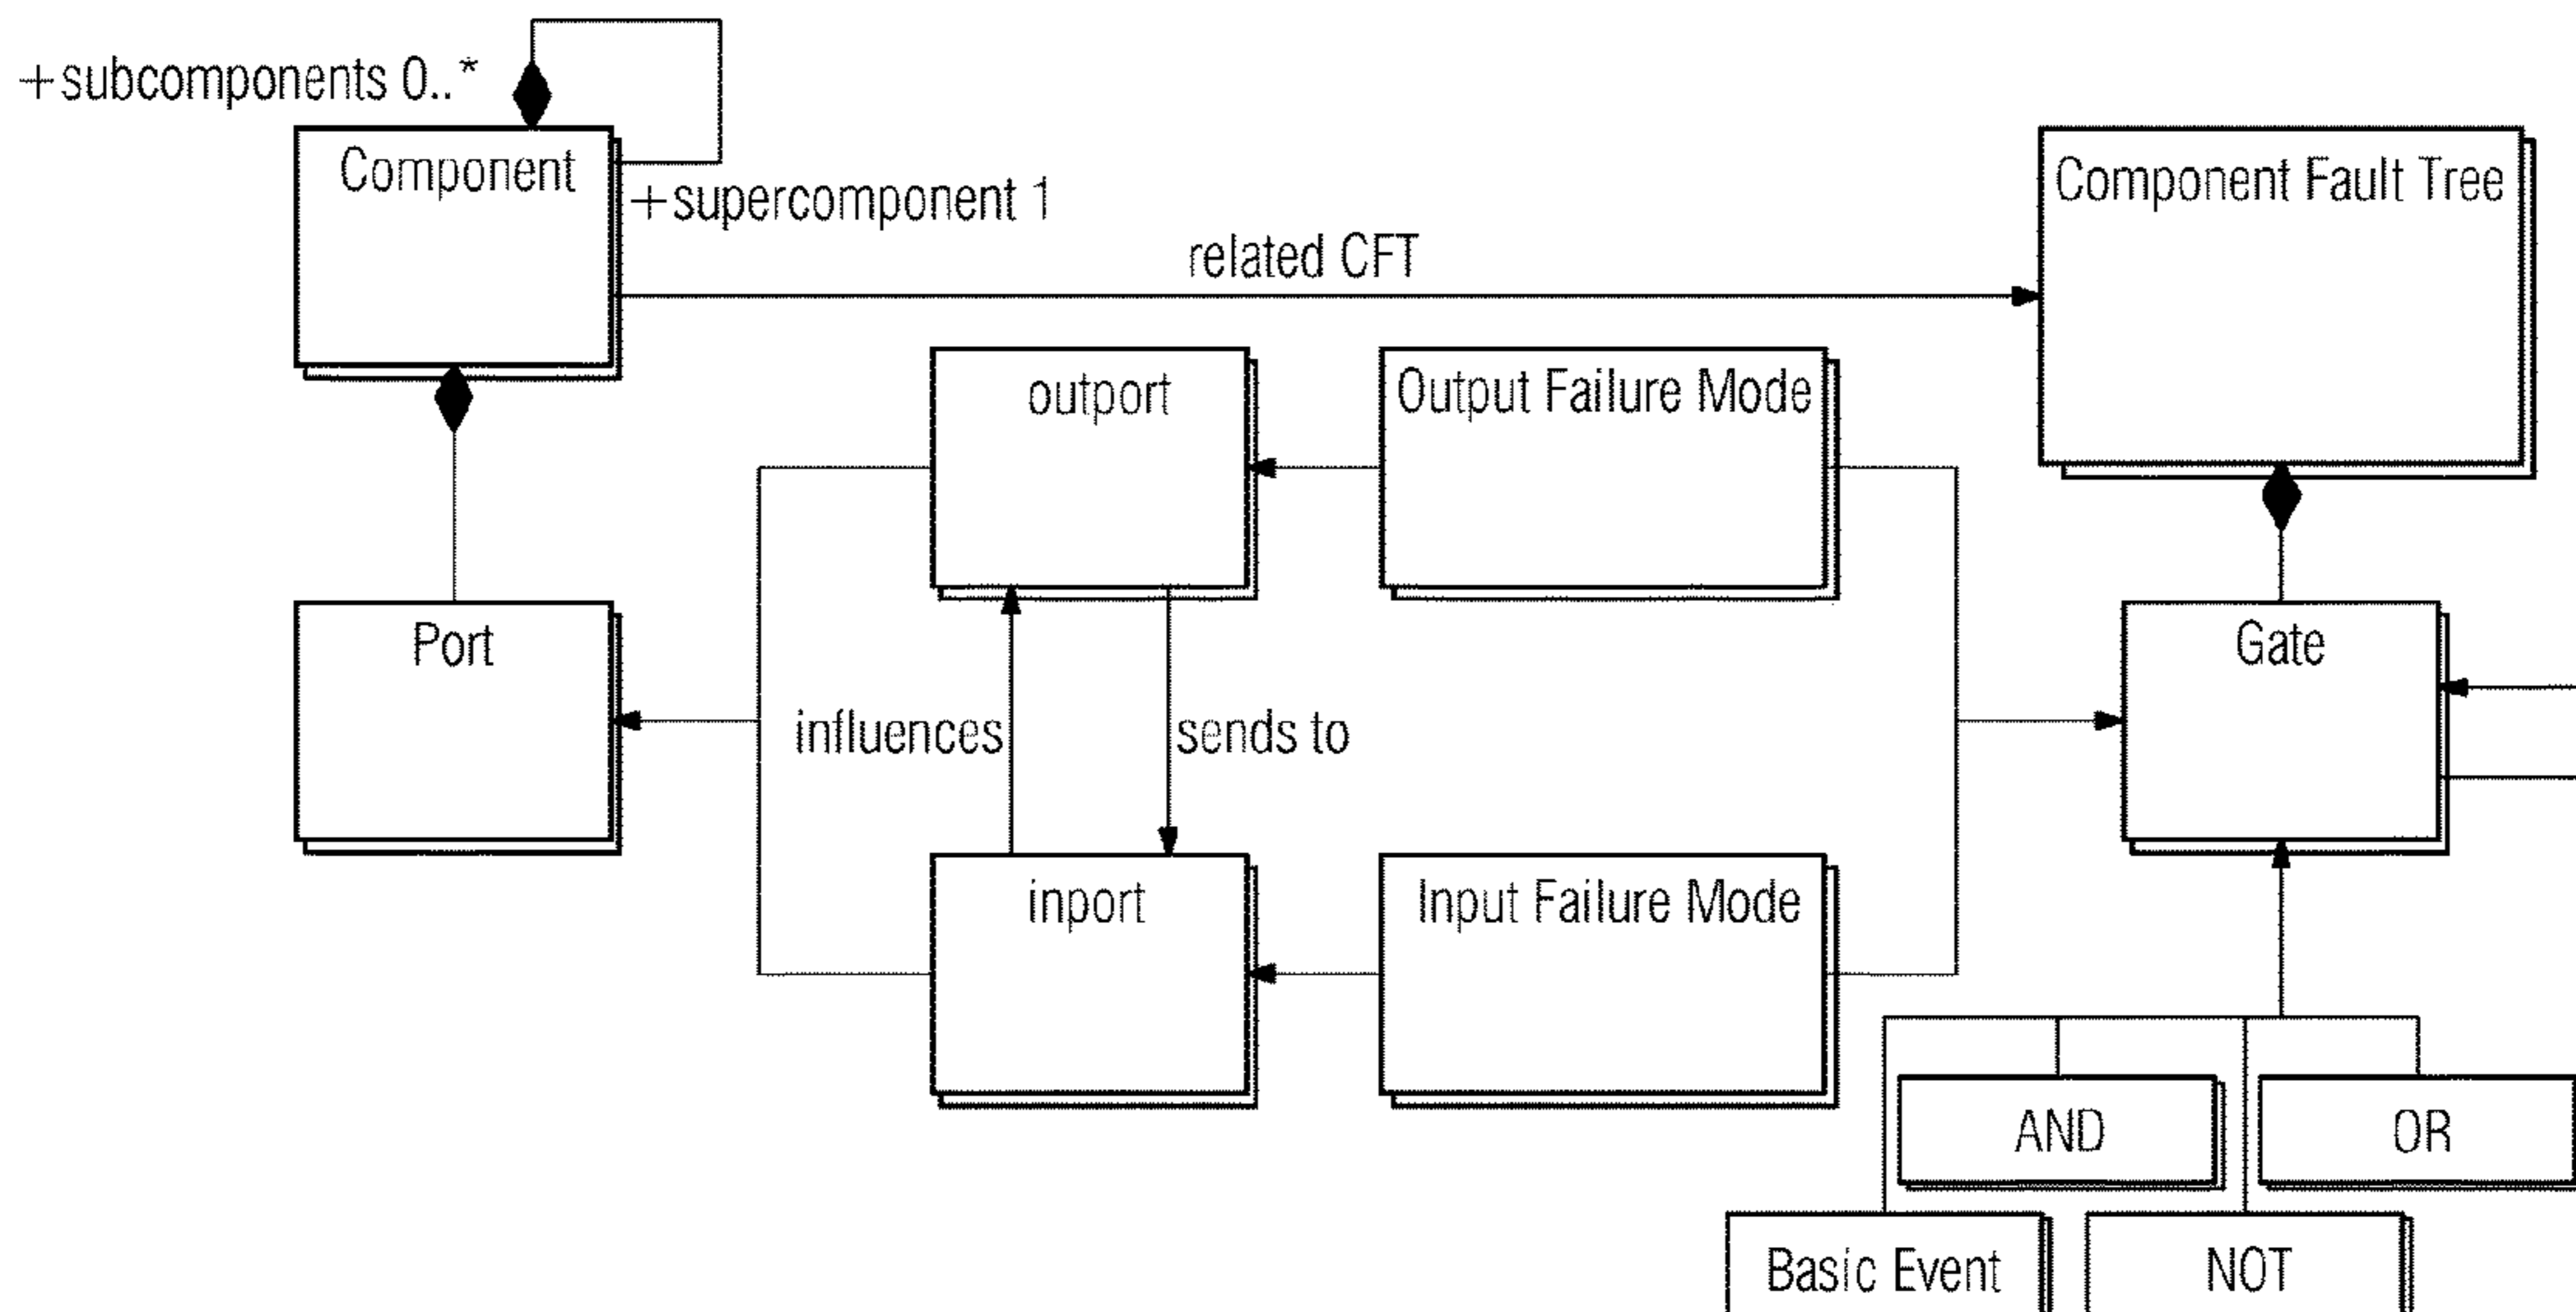 +subcomponents 0..*
Component
+supercomponent 1
Component Fault Tree
related CFT
outport
Output Failure Mode
Port
Gate
influences
sends to
inport
Input Failure Mode
AND
OR
Basic Event
NOT